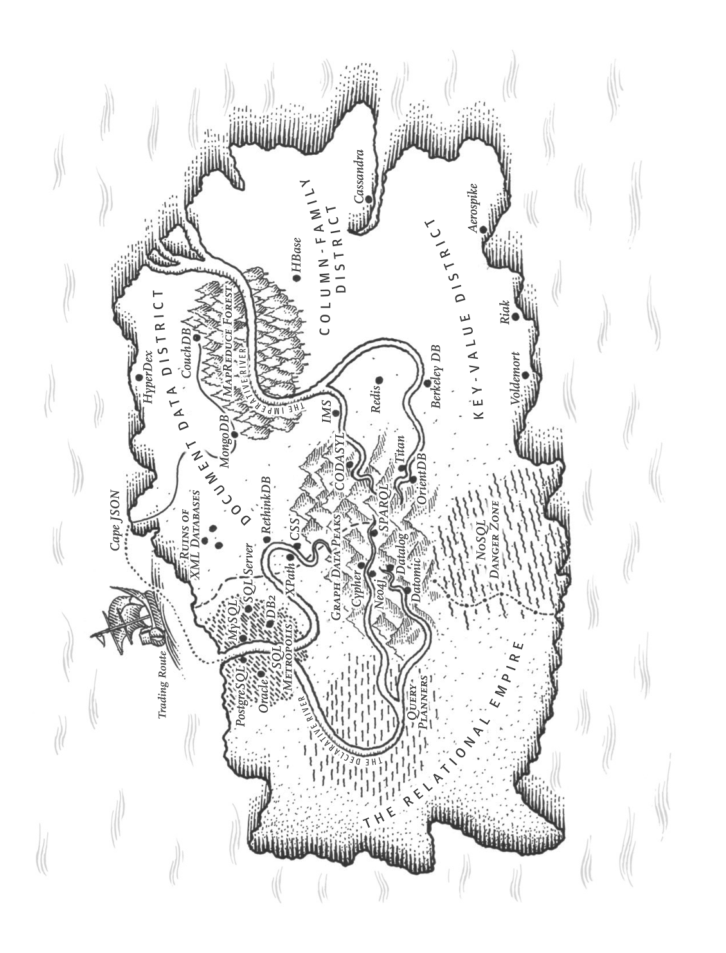 Cape JSON
Trading Route
HyperDex
DOCUMENT DATA DISTRICT
RUINS OF
XML DATABASES
CouchDB
MAPREDUCE FOREST
THE IMPERATIVE RIVER
MongoDB
RethinkDB
PostgreSQL
MySQL
SQL Server
Oracle
DB2
SQL
METROPOLIS
XPath
CSS
THE DECLARATIVE RIVER
HBase
COLUMN-FAMILY
DISTRICT
Cassandra
GRAPH DATA PEAKS
IMS
CODASYL
Cypher
Neo4J
SPARQL
Datalog
Datomic
Titan
OrientDB
Redis
Berkeley DB
QUERY
PLANNERS
THE RELATIONAL EMPIRE
KEY-VALUE DISTRICT
Aerospike
Riak
Voldemort
NOSQL
DANGER ZONE